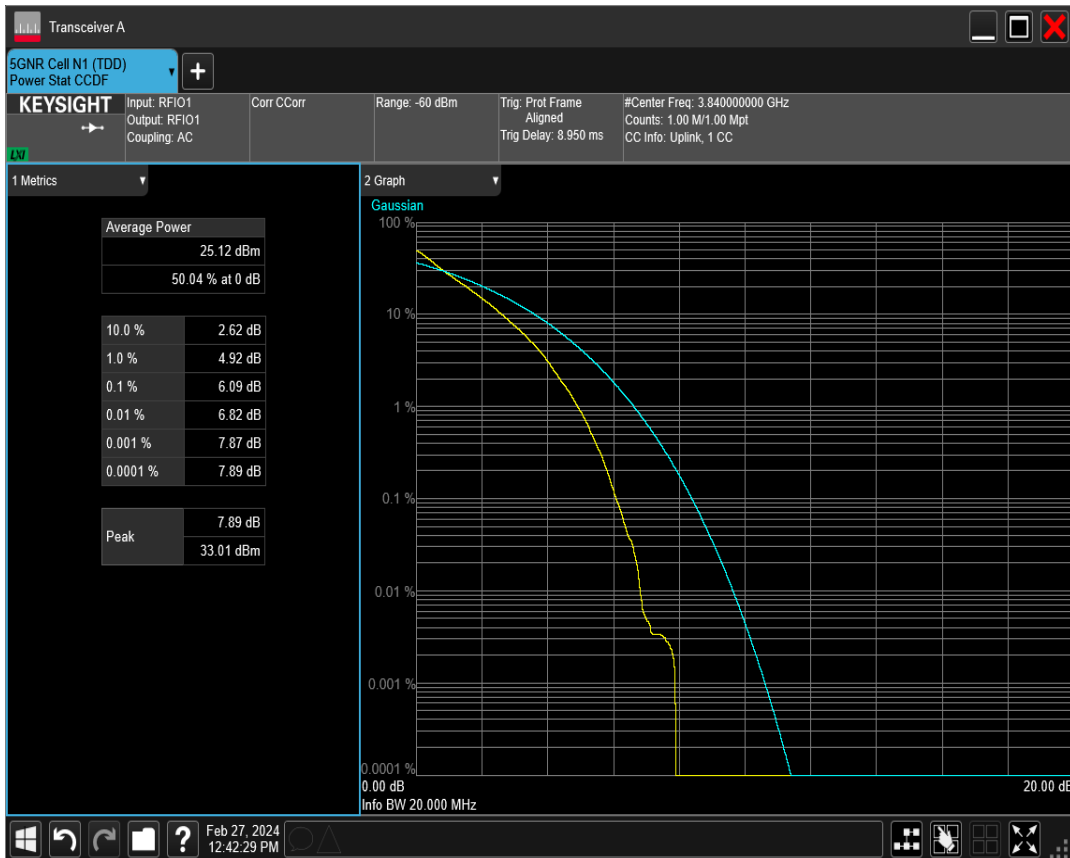 Transceiver A
5GNR Cell N1 (TDD)
Power Stat CCDF
+
KEYSIGHT
LXI
Input: RFIO1
Output: RFIO1
Coupling: AC
Corr CCorr
Range: -60 dBm
Trig: Prot Frame
Aligned
Trig Delay: 8.950 ms
#Center Freq: 3.840000000 GHz
Counts: 1.00 M/1.00 Mpt
CC Info: Uplink, 1 CC
1 Metrics
Average Power
25.12 dBm
50.04 % at 0 dB
10.0 % 2.62 dB
1.0 % 4.92 dB
0.1 % 6.09 dB
0.01 % 6.82 dB
0.001 % 7.87 dB
0.0001 % 7.89 dB
Peak 7.89 dB
33.01 dBm
2 Graph
Gaussian
100 %
10 %
1 %
0.1 %
0.01 %
0.001 %
0.0001 %
0.00 dB 20.00 dB
Info BW 20.000 MHz
?
Feb 27, 2024
12:42:29 PM